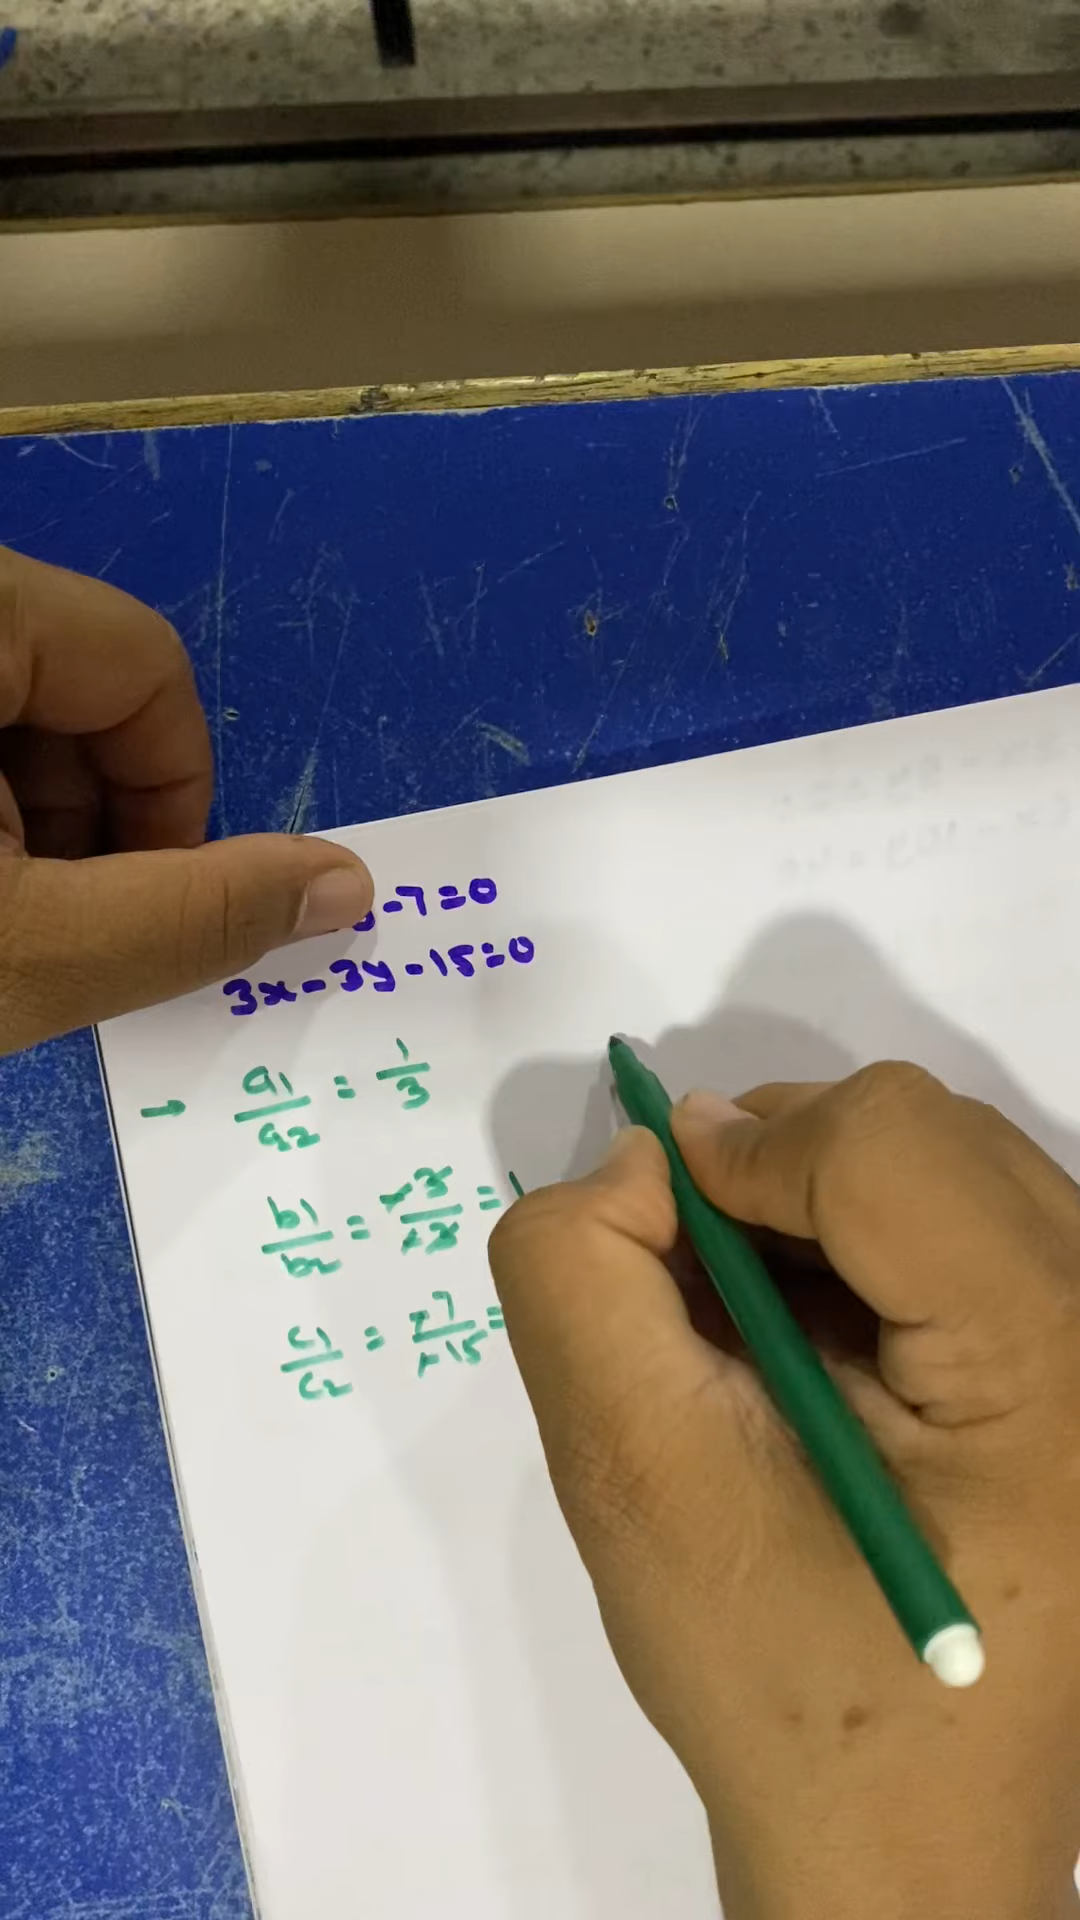 y-7=0
3x-3y-15=0
→ a1/a2 = 1/3
b1/b2 = -3/-3 = 1
c1/c2 = -7/-15 =